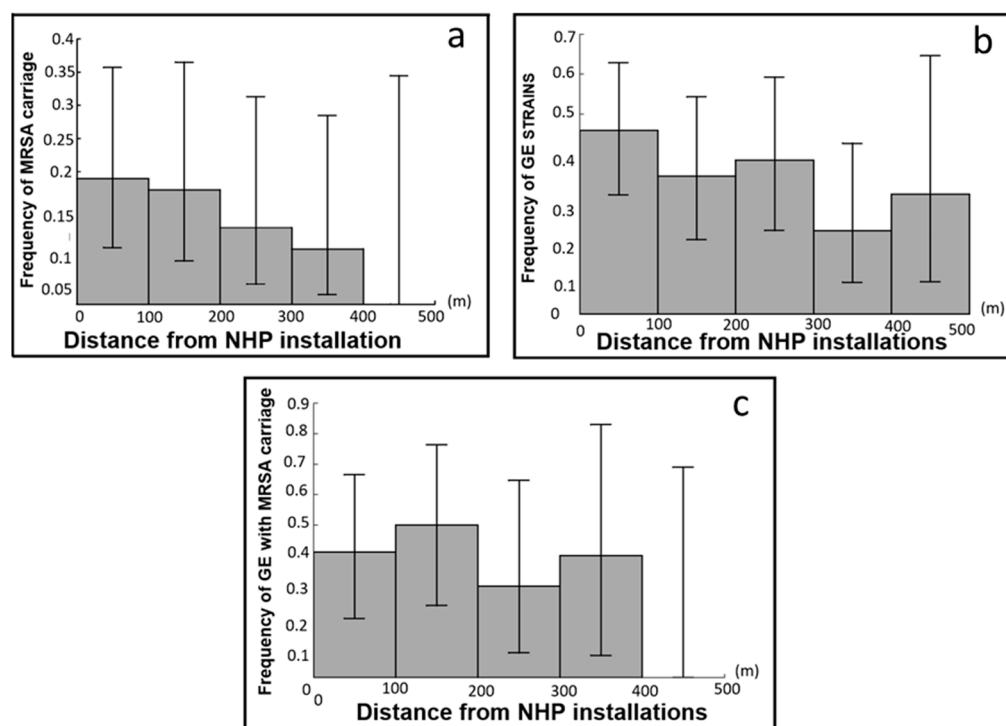 a
Frequency of MRSA carriage
0.4
0.35
0.3
0.25
0.2
0.15
0.1
0.05
0 100 200 300 400 500 (m)
Distance from NHP installation
b
Frequency of GE STRAINS
0.7
0.6
0.5
0.4
0.3
0.2
0.1
0
0 100 200 300 400 500 (m)
Distance from NHP installations
c
Frequency of GE with MRSA carriage
0.9
0.8
0.7
0.6
0.5
0.4
0.3
0.2
0.1
0
0 100 200 300 400 500 (m)
Distance from NHP installations